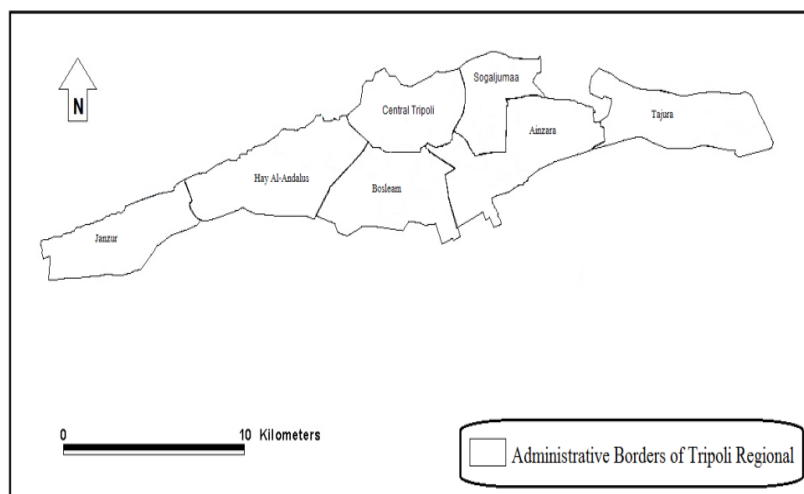 N
Sogaljumaa
Central Tripoli
Tajura
Ainzara
Hay Al-Andalus
Bosleam
Janzur
0 10 Kilometers
Administrative Borders of Tripoli Regional